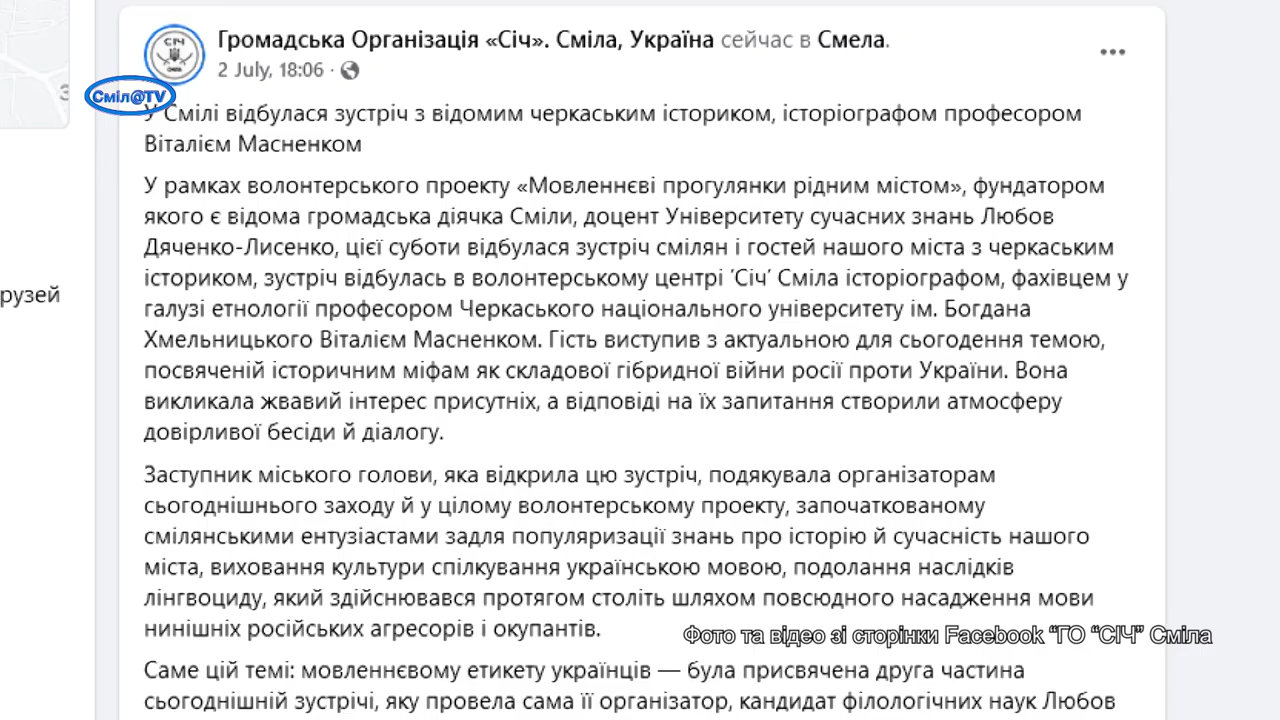 Громадська Організація «Січ». Сміла, Україна сейчас в Смела.
2 July, 18:06 ·
СІЧ
Сміл@TV
У Смілі відбулася зустріч з відомим черкаським істориком, історіографом професором
Віталієм Масненком
У рамках волонтерського проекту «Мовленнєві прогулянки рідним містом», фундатором
якого є відома громадська діячка Сміли, доцент Університету сучасних знань Любов
Дяченко-Лисенко, цієї суботи відбулася зустріч смілян і гостей нашого міста з черкаським
істориком, зустріч відбулась в волонтерському центрі ’Січ’ Сміла історіографом, фахівцем у
рузей
галузі етнології професором Черкаського національного університету ім. Богдана
Хмельницького Віталієм Масненком. Гість виступив з актуальною для сьогодення темою,
посвяченій історичним міфам як складової гібридної війни росії проти України. Вона
викликала жвавий інтерес присутніх, а відповіді на їх запитання створили атмосферу
довірливої бесіди й діалогу.
Заступник міського голови, яка відкрила цю зустріч, подякувала організаторам
сьогоднішнього заходу й у цілому волонтерському проекту, започаткованому
смілянськими ентузіастами задля популяризації знань про історію й сучасність нашого
міста, виховання культури спілкування українською мовою, подолання наслідків
лінгвоциду, який здійснювався протягом століть шляхом повсюдного насадження мови
нинішніх російських агресорів і окупантів.
Фото та відео зі сторінки Facebook “ГО “СІЧ” Сміла
Саме цій темі: мовленнєвому етикету українців — була присвячена друга частина
сьогоднішній зустрічі, яку провела сама її організатор, кандидат філологічних наук Любов